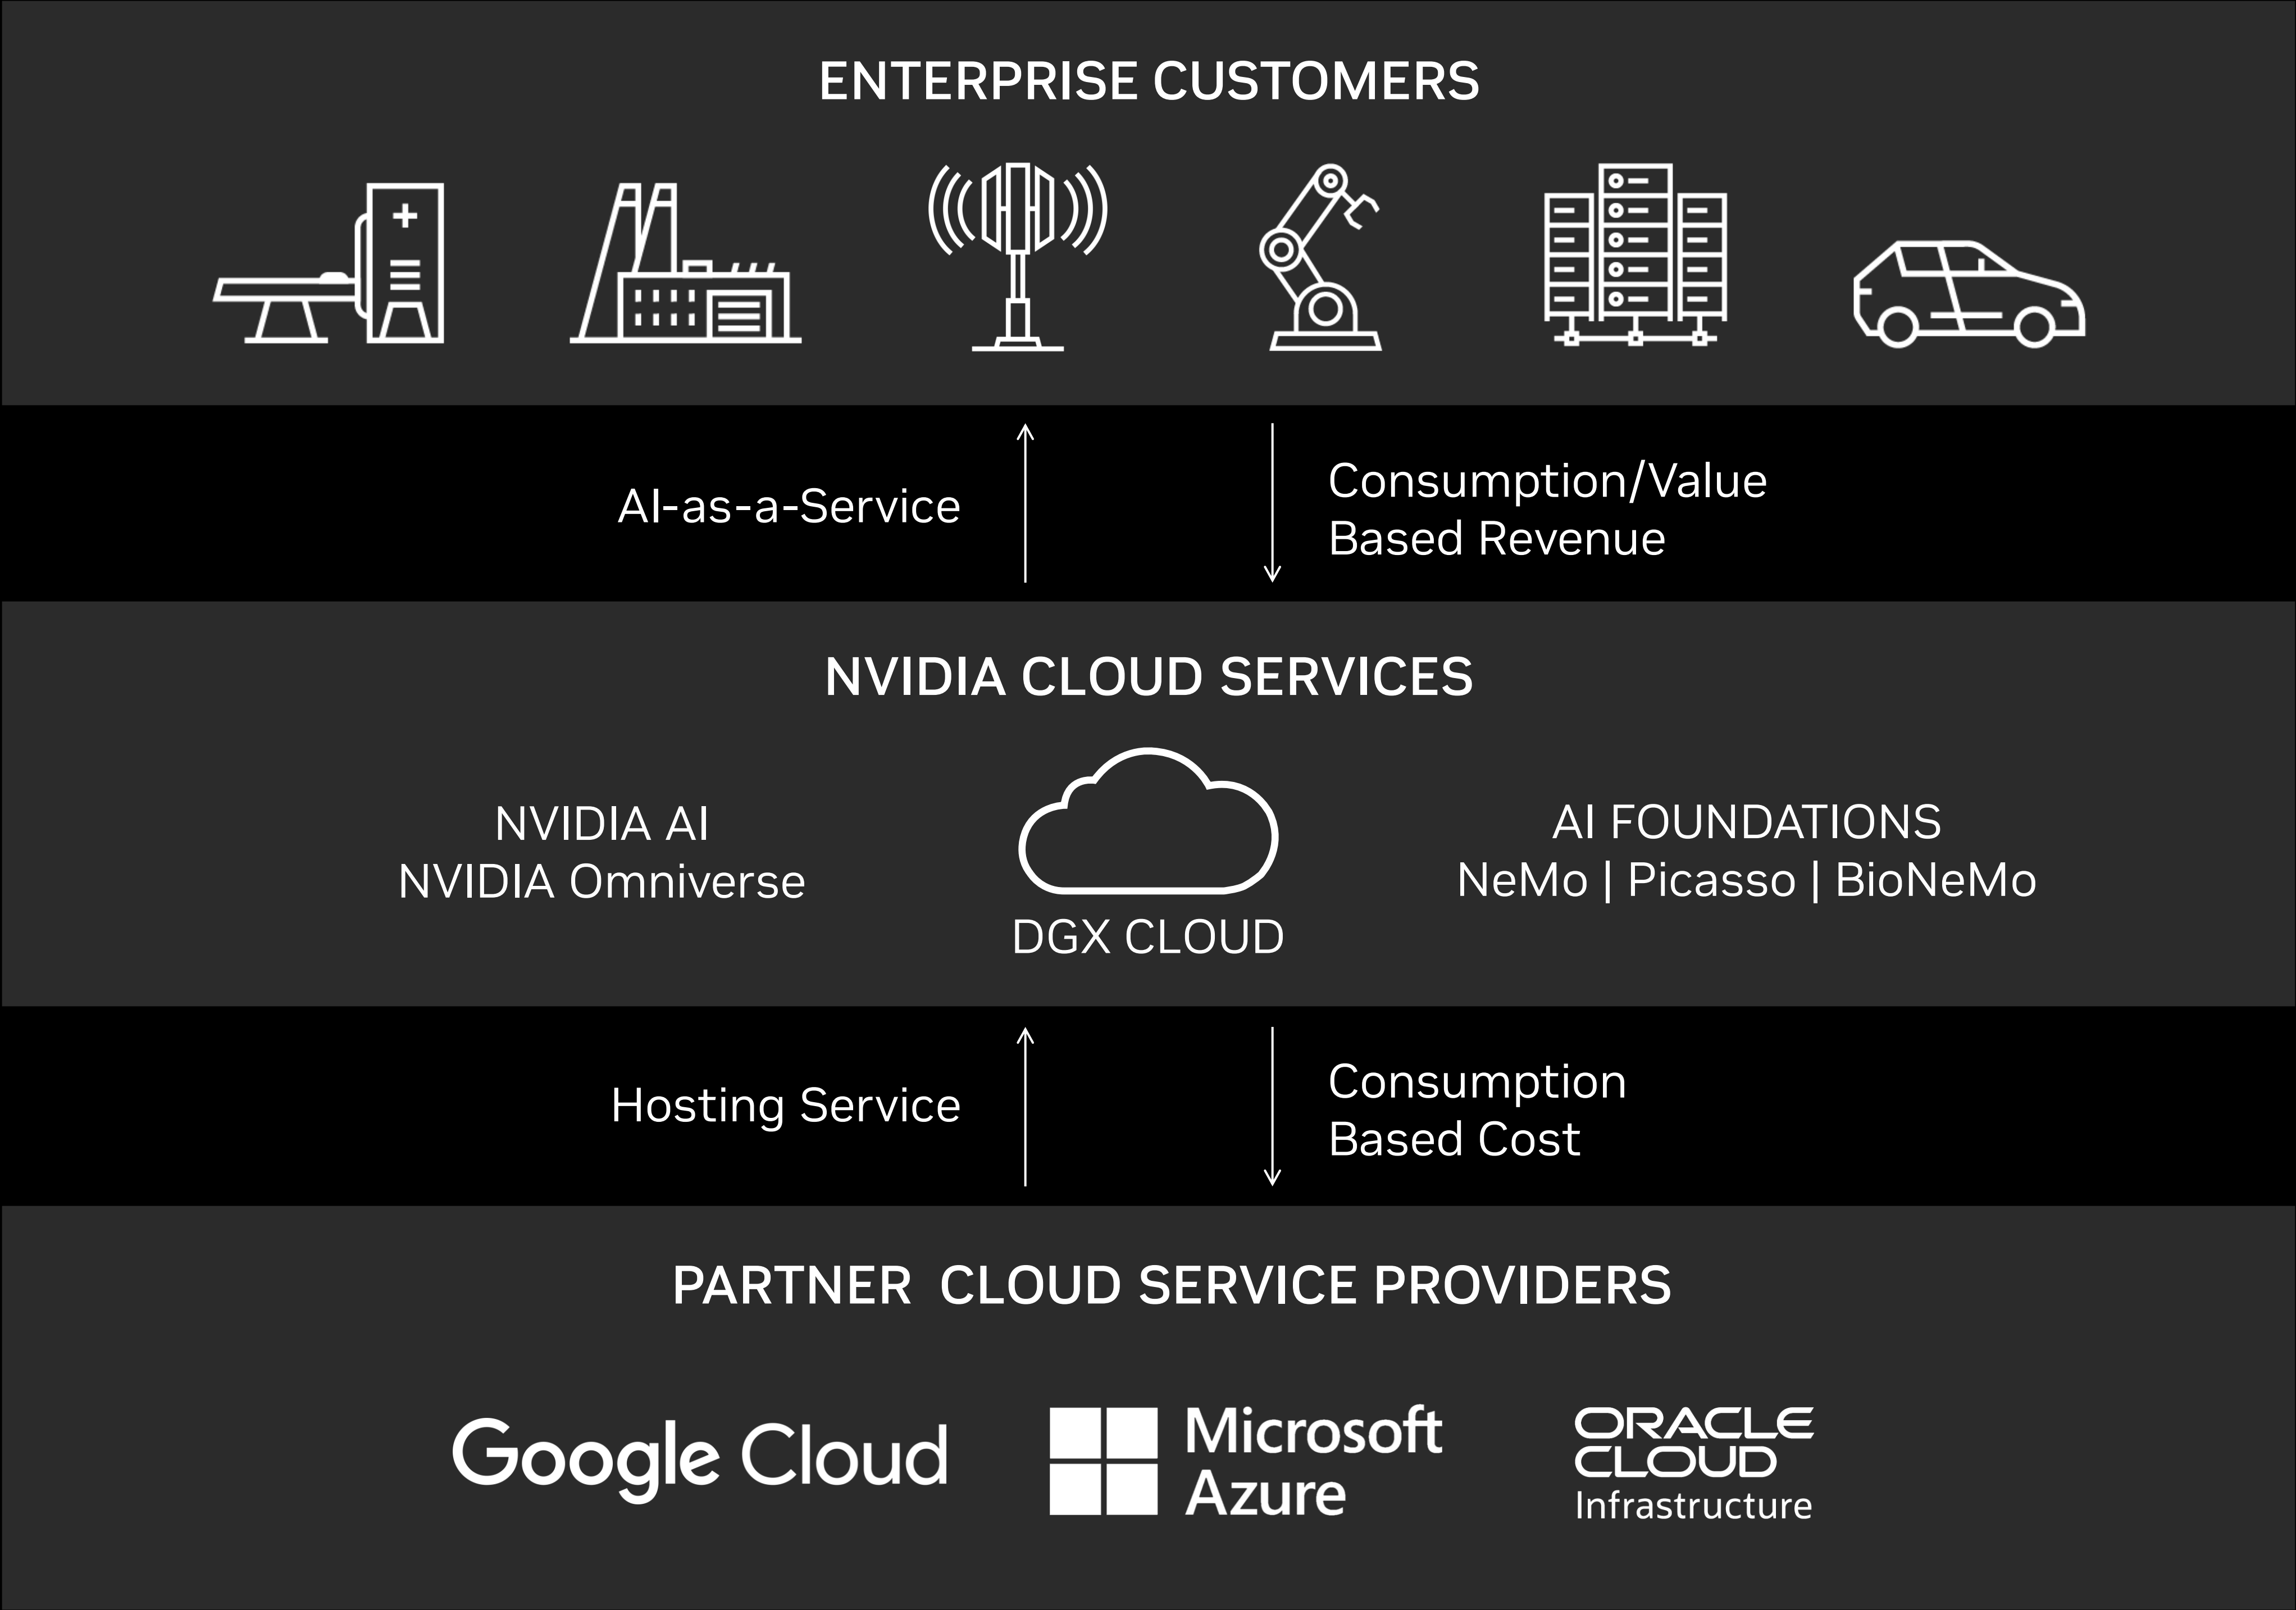 ENTERPRISE CUSTOMERS
AI-as-a-Service
Consumption/Value
Based Revenue
NVIDIA CLOUD SERVICES
NVIDIA AI
NVIDIA Omniverse
DGX CLOUD
AI FOUNDATIONS
NeMo | Picasso | BioNeMo
Hosting Service
Consumption
Based Cost
PARTNER  CLOUD SERVICE PROVIDERS
Google Cloud
Microsoft
Azure
ORACLE
CLOUD
Infrastructure